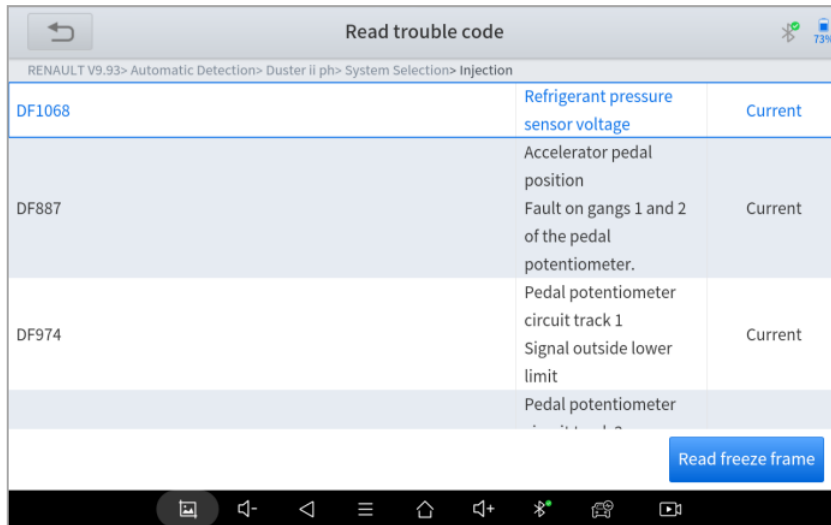 Read trouble code
73%
RENAULT V9.93> Automatic Detection> Duster ii ph> System Selection> Injection
DF1068
Refrigerant pressure
sensor voltage
Current
DF887
Accelerator pedal
position
Fault on gangs 1 and 2
of the pedal
potentiometer.
Current
DF974
Pedal potentiometer
circuit track 1
Signal outside lower
limit
Current
Pedal potentiometer
Read freeze frame